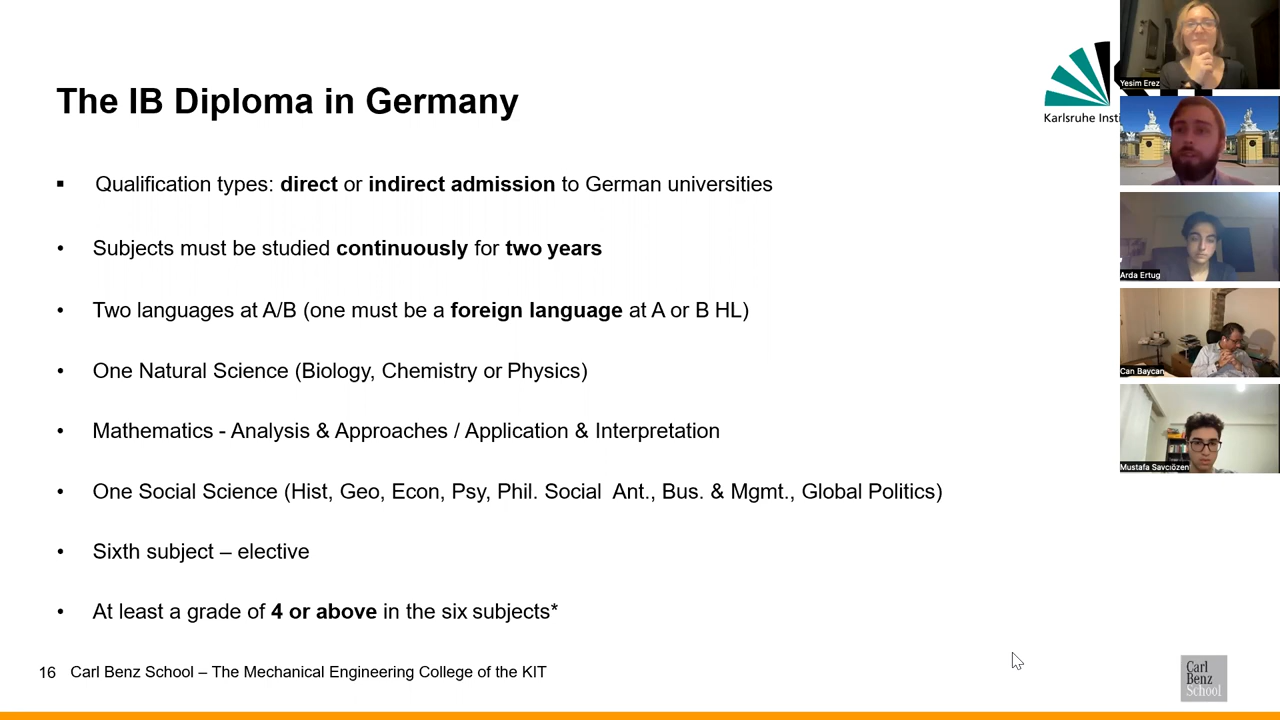 The IB Diploma in Germany
Karlsruhe Insti
Qualification types: direct or indirect admission to German universities
Subjects must be studied continuously for two years
Two languages at A/B (one must be a foreign language at A or B HL)
One Natural Science (Biology, Chemistry or Physics)
Mathematics - Analysis & Approaches / Application & Interpretation
One Social Science (Hist, Geo, Econ, Psy, Phil. Social Ant., Bus. & Mgmt., Global Politics)
Sixth subject – elective
At least a grade of 4 or above in the six subjects*
16 Carl Benz School – The Mechanical Engineering College of the KIT
Carl
Benz
School
Yesim Erez
Arda Ertug
Can Baycan
Mustafa Savcıözen